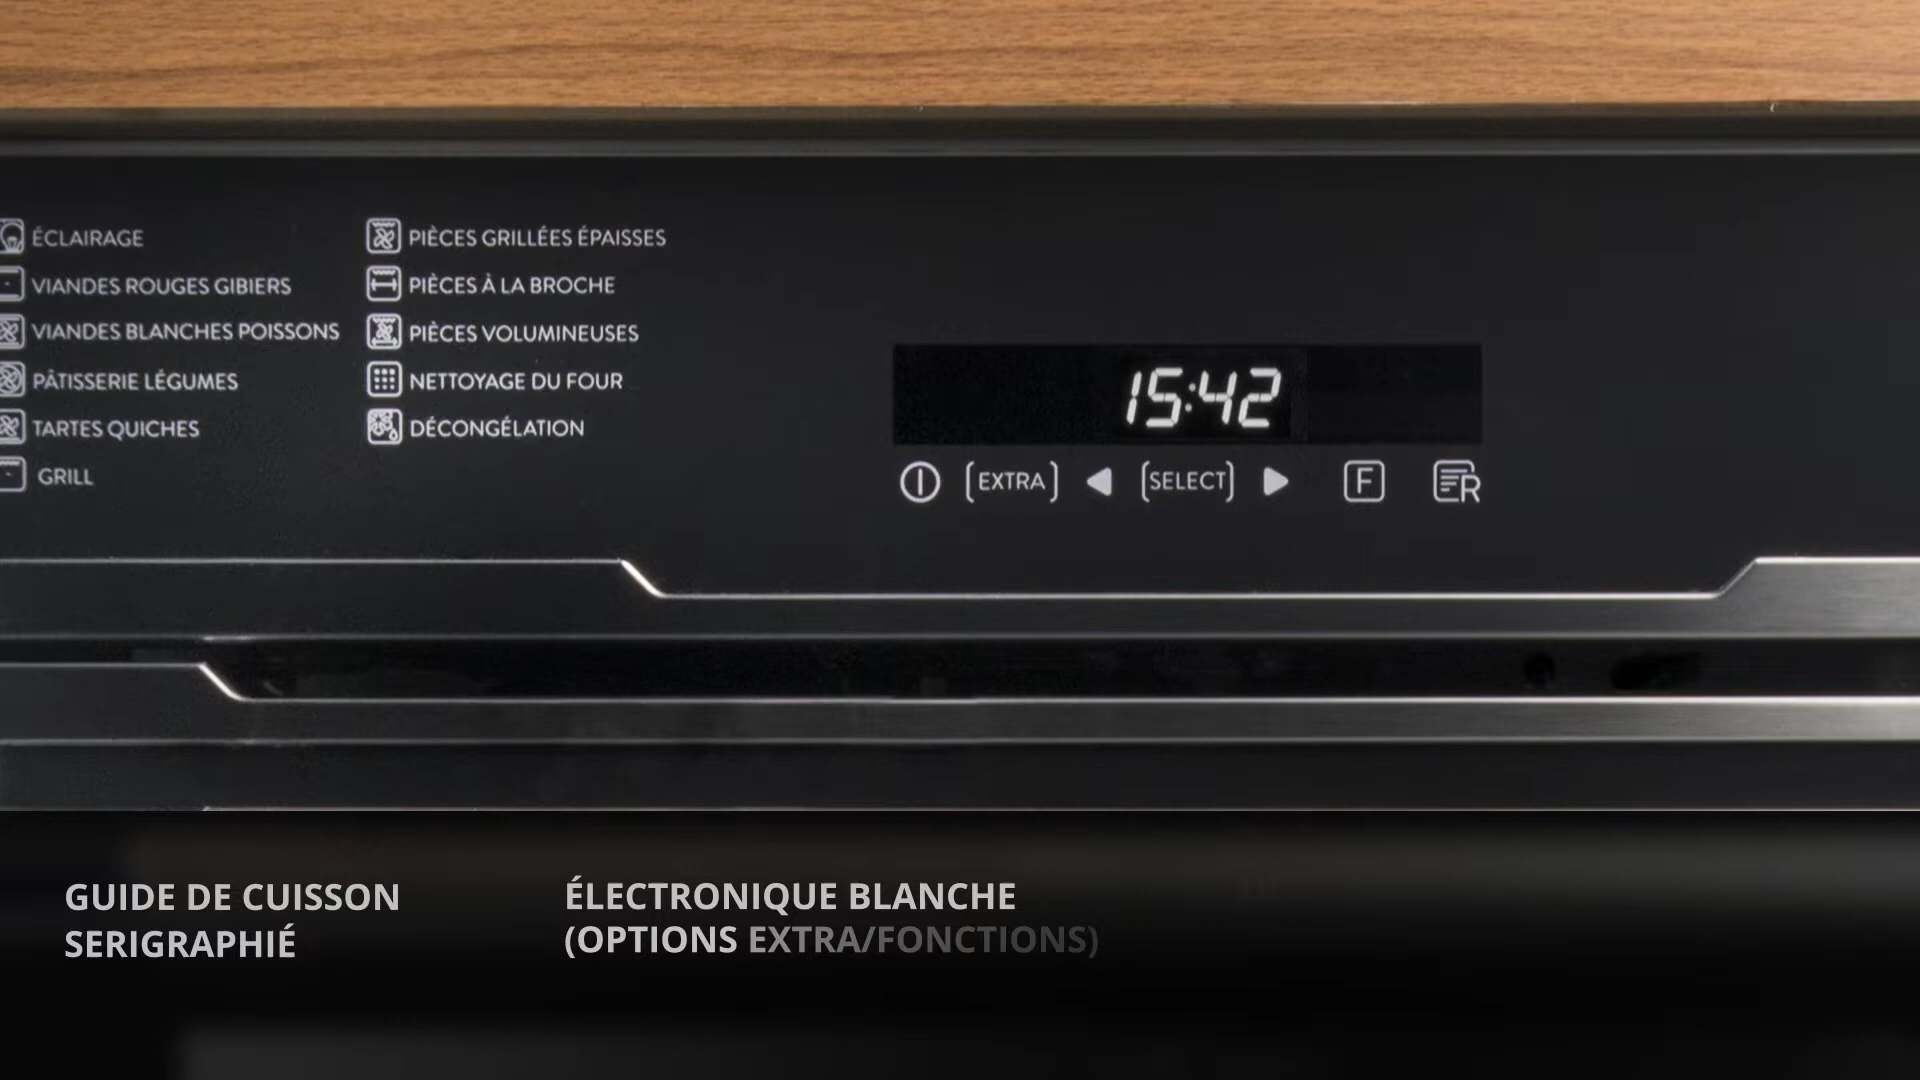 ÉCLAIRAGE
VIANDES ROUGES GIBIERS
VIANDES BLANCHES POISSONS
PÂTISSERIE LÉGUMES
TARTES QUICHES
GRILL
PIÈCES GRILLÉES ÉPAISSES
PIÈCES À LA BROCHE
PIÈCES VOLUMINEUSES
NETTOYAGE DU FOUR
DÉCONGÉLATION
15:42
[EXTRA] [SELECT] F R
GUIDE DE CUISSON
SERIGRAPHIÉ
ÉLECTRONIQUE BLANCHE
(OPTIONS EXTRA/FONCTIONS)